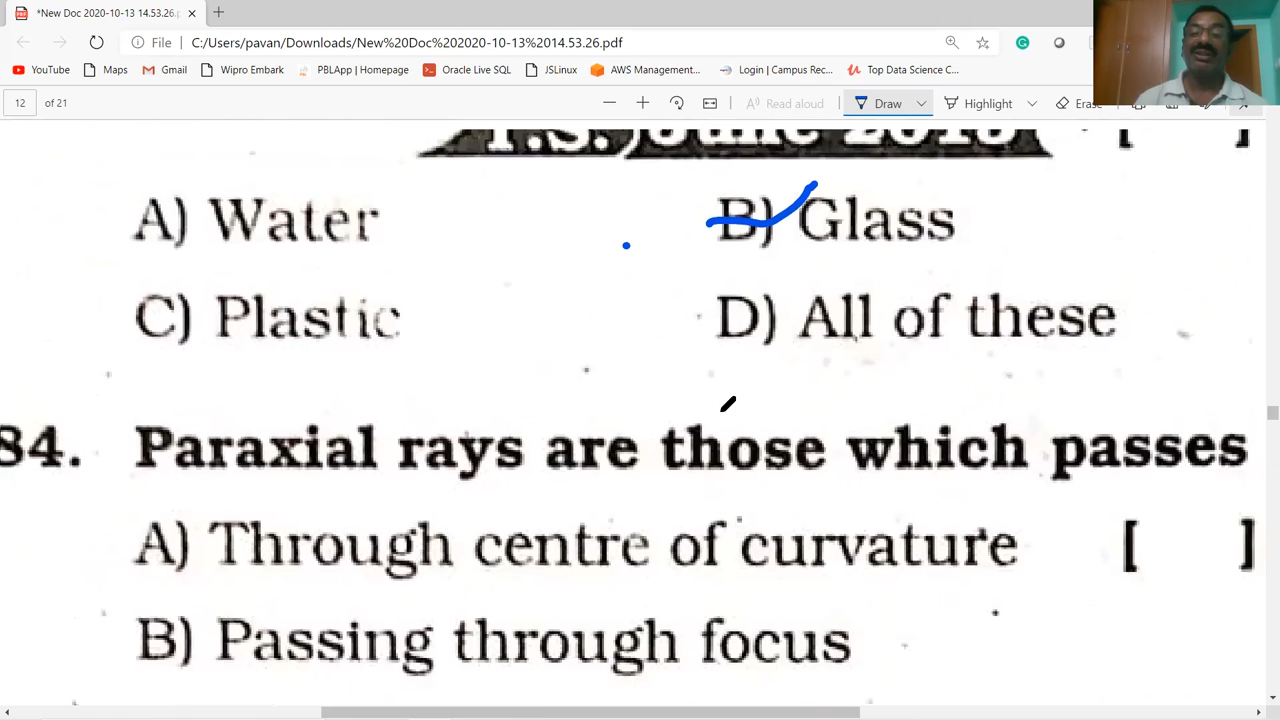 *New Doc 2020-10-13 14.53.26.p
File C:/Users/pavan/Downloads/New%20Doc%202020-10-13%2014.53.26.pdf
YouTube Maps Gmail Wipro Embark PBLApp | Homepage Oracle Live SQL JSLinux AWS Management... Login | Campus Rec... Top Data Science C...
12 of 21 Read aloud Draw Highlight Erase
T.S. June 2018 [ ]
A) Water B) Glass
C) Plastic D) All of these
84. Paraxial rays are those which passes
A) Through centre of curvature [ ]
B) Passing through focus